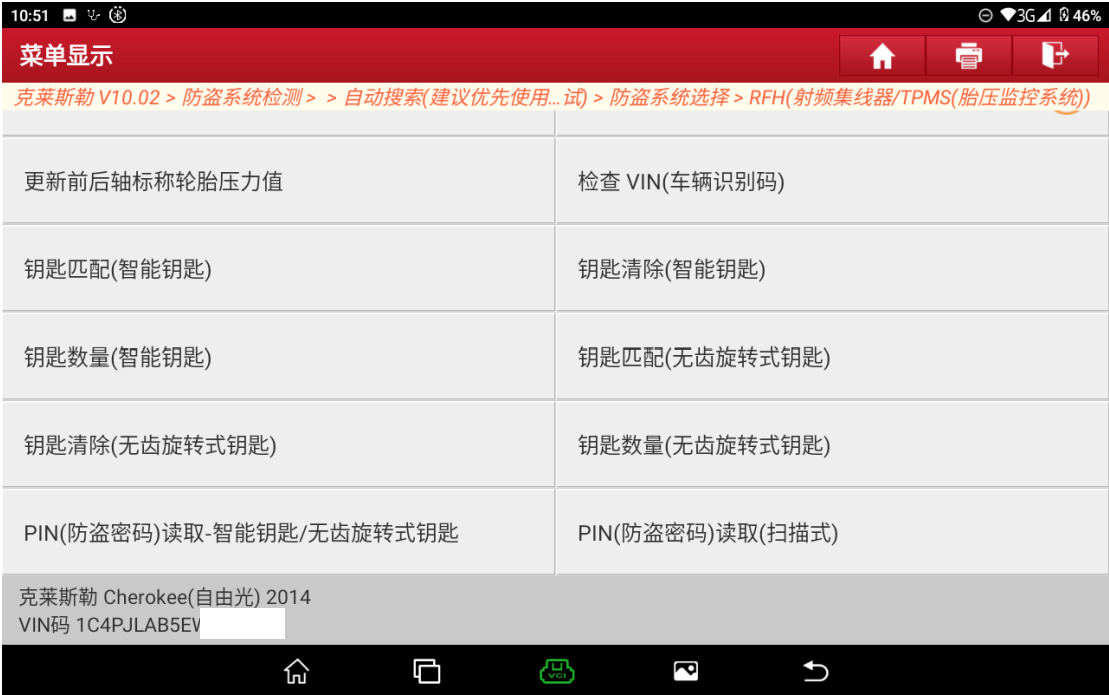 10:51 3G 46%
菜单显示
克莱斯勒 V10.02 > 防盗系统检测 > > 自动搜索(建议优先使用...试) > 防盗系统选择 > RFH(射频集线器/TPMS(胎压监控系统))
更新前后轴标称轮胎压力值 检查 VIN(车辆识别码)
钥匙匹配(智能钥匙) 钥匙清除(智能钥匙)
钥匙数量(智能钥匙) 钥匙匹配(无齿旋转式钥匙)
钥匙清除(无齿旋转式钥匙) 钥匙数量(无齿旋转式钥匙)
PIN(防盗密码)读取-智能钥匙/无齿旋转式钥匙 PIN(防盗密码)读取(扫描式)
克莱斯勒 Cherokee(自由光) 2014
VIN码 1C4PJLAB5EW
VCI